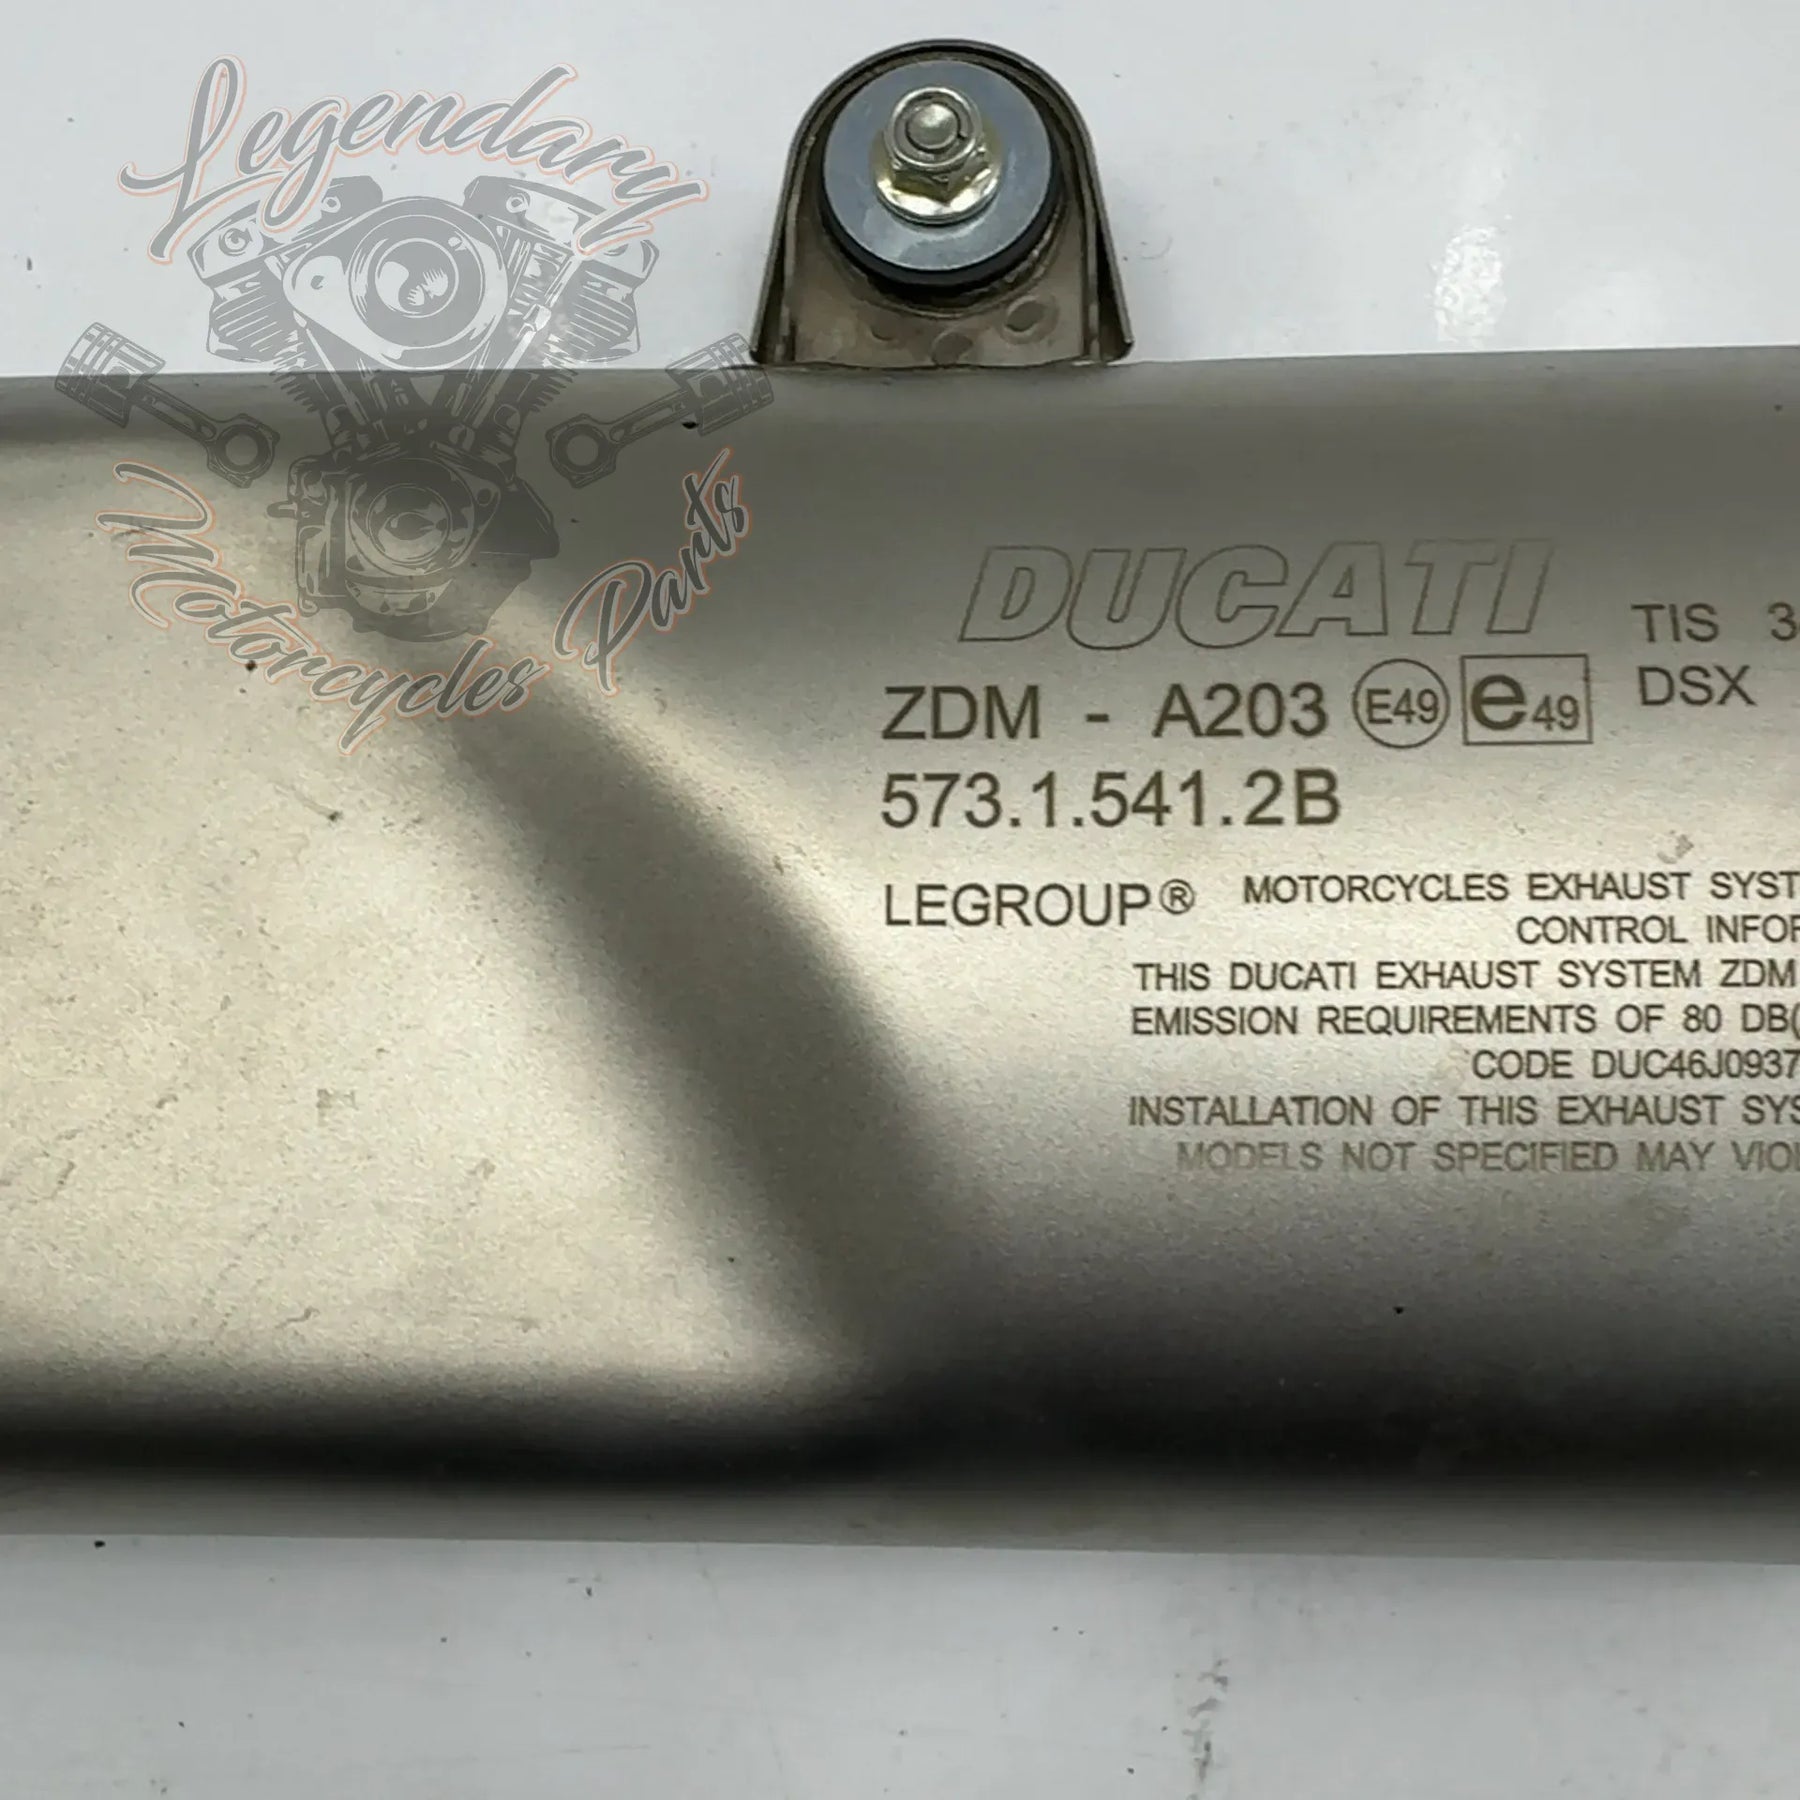 Legendary
Motorcycles Parts
DUCATI
TIS
ZDM - A203 E49 e49
DSX
573.1.541.2B
LEGROUP® MOTORCYCLES EXHAUST SYST
CONTROL INFOR
THIS DUCATI EXHAUST SYSTEM ZDM
EMISSION REQUIREMENTS OF 80 DB(
CODE DUC46J0937
INSTALLATION OF THIS EXHAUST SYS
MODELS NOT SPECIFIED MAY VIOL